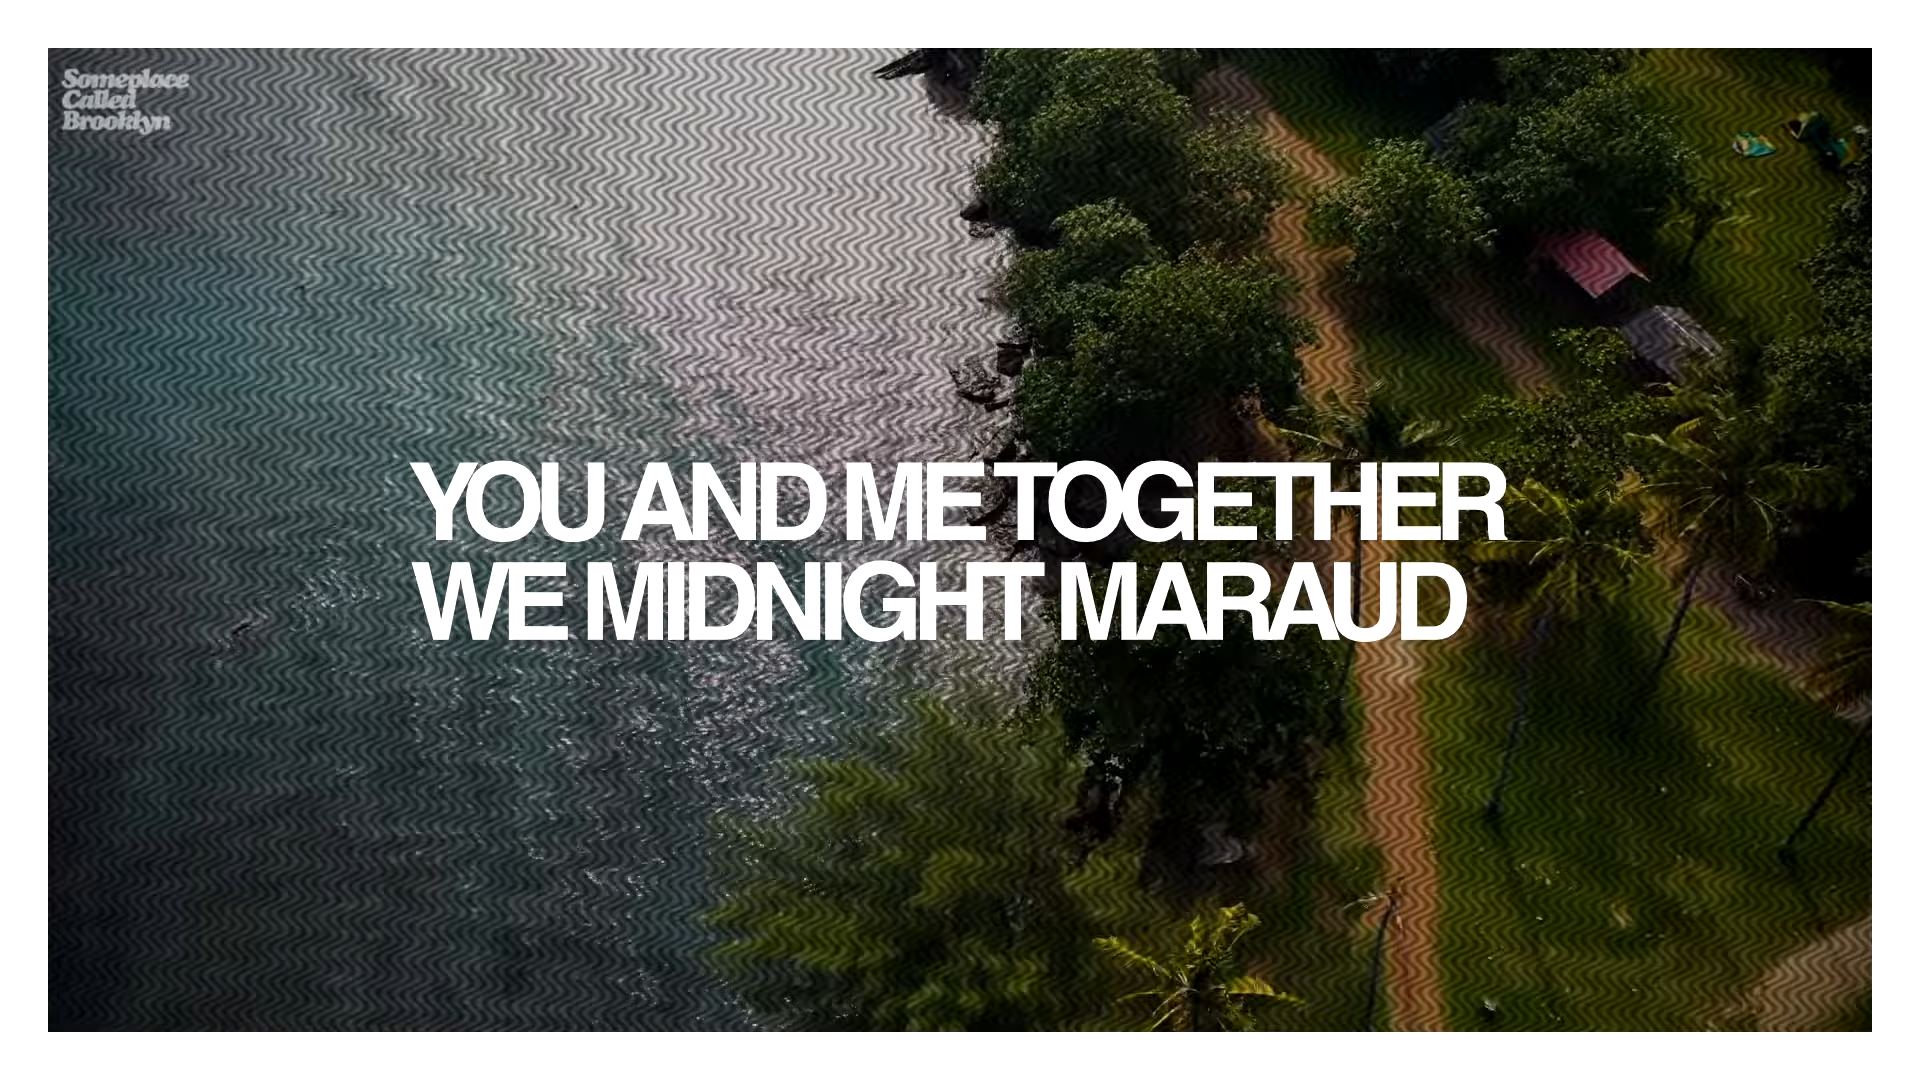 Someplace
Called
Brooklyn
YOU AND ME TOGETHER
WE MIDNIGHT MARAUD